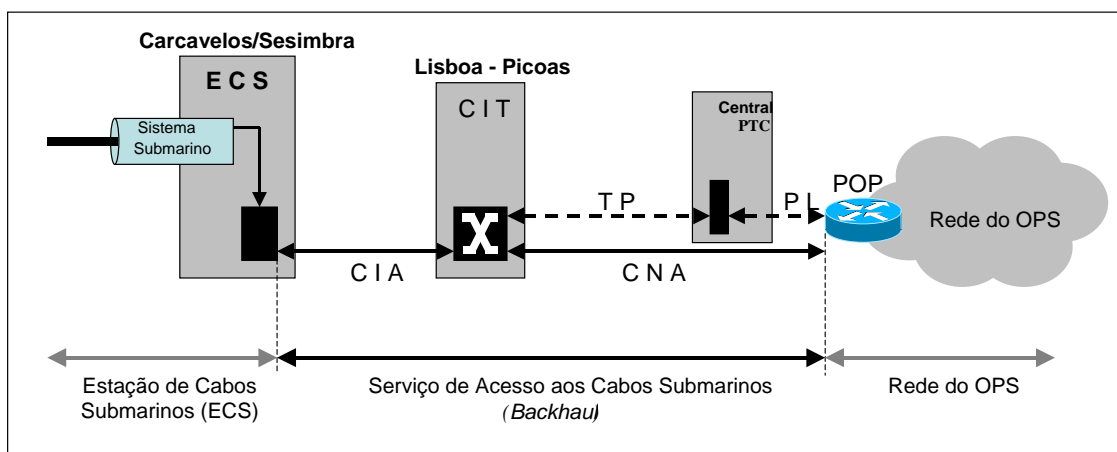 Carcavelos/Sesimbra
E C S
Sistema
Submarino
Lisboa - Picoas
C I T
Central
PTC
T P
P L
POP
Rede do OPS
C I A
C N A
Estação de Cabos
Submarinos (ECS)
Serviço de Acesso aos Cabos Submarinos
(Backhaul)
Rede do OPS